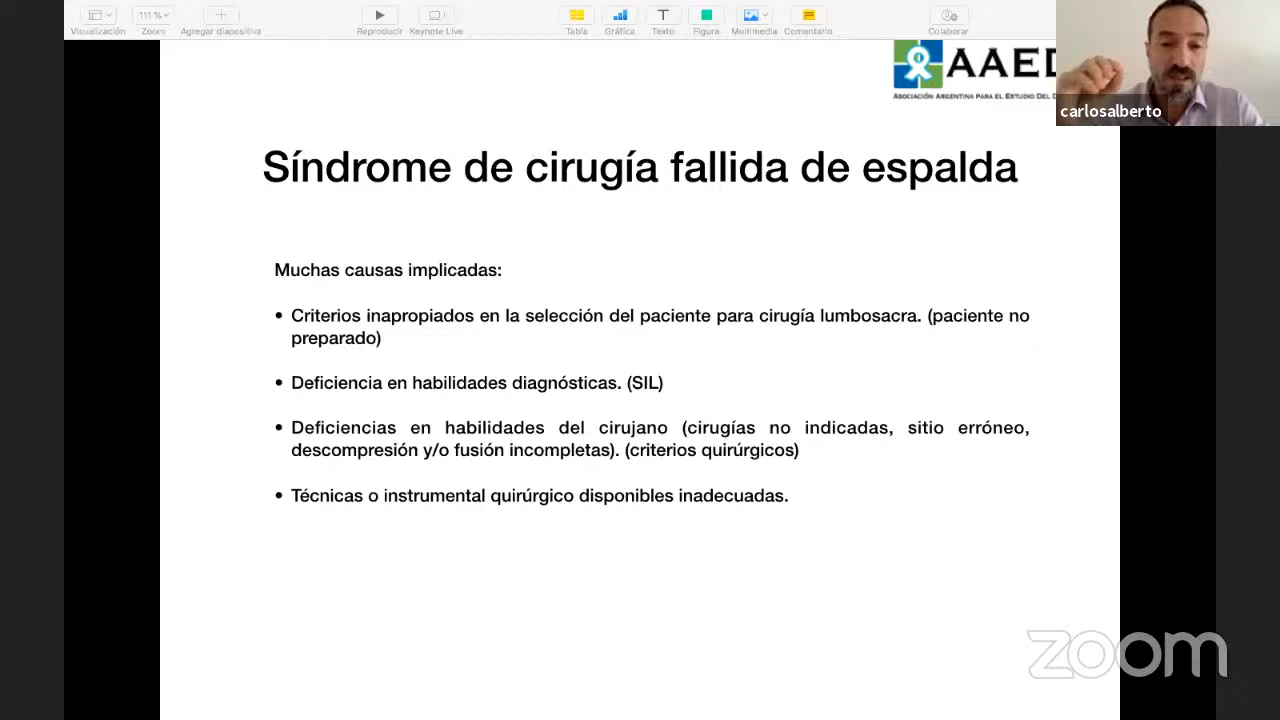 Visualización
111 %
Zoom
Agregar diapositiva
Reproducir
Keynote Live
Tabla
Gráfica
Texto
Figura
Multimedia
Comentario
Colaborar
AAED
ASOCIACIÓN ARGENTINA PARA EL ESTUDIO DEL D
carlosalberto
Síndrome de cirugía fallida de espalda
Muchas causas implicadas:
• Criterios inapropiados en la selección del paciente para cirugía lumbosacra. (paciente no
preparado)
• Deficiencia en habilidades diagnósticas. (SIL)
• Deficiencias en habilidades del cirujano (cirugías no indicadas, sitio erróneo,
descompresión y/o fusión incompletas). (criterios quirúrgicos)
• Técnicas o instrumental quirúrgico disponibles inadecuadas.
zoom